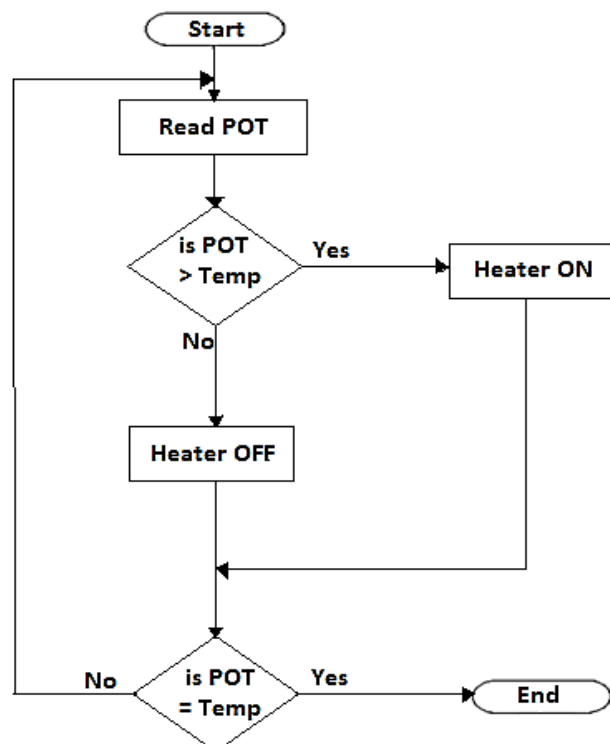 Start
Read POT
is POT
> Temp
Yes
Heater ON
No
Heater OFF
is POT
= Temp
No
Yes
End